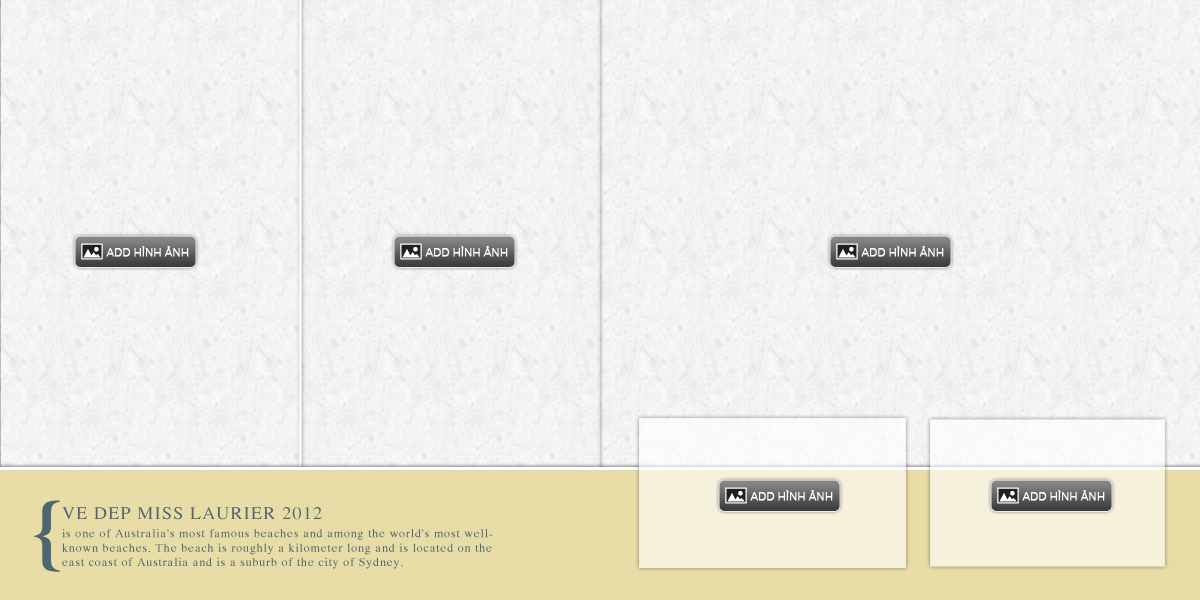 ADD HÌNH ẢNH
ADD HÌNH ẢNH
ADD HÌNH ẢNH
ADD HÌNH ẢNH
ADD HÌNH ẢNH
VE DEP MISS LAURIER 2012
is one of Australia's most famous beaches and among the world's most well-
known beaches. The beach is roughly a kilometer long and is located on the
east coast of Australia and is a suburb of the city of Sydney.